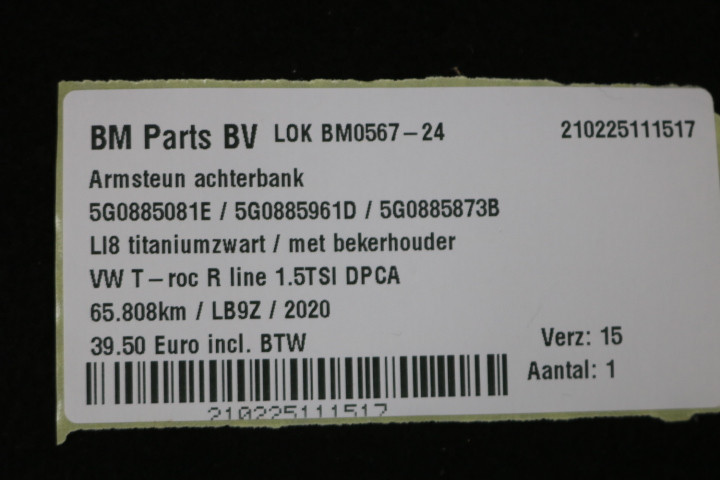 BM Parts BV LOK BM0567-24 210225111517
Armsteun achterbank
5G0885081E / 5G0885961D / 5G0885873B
LI8 titaniumzwart / met bekerhouder
VW T-roc R line 1.5TSI DPCA
65.808km / LB9Z / 2020
39.50 Euro incl. BTW Verz: 15
Aantal: 1
210225111517